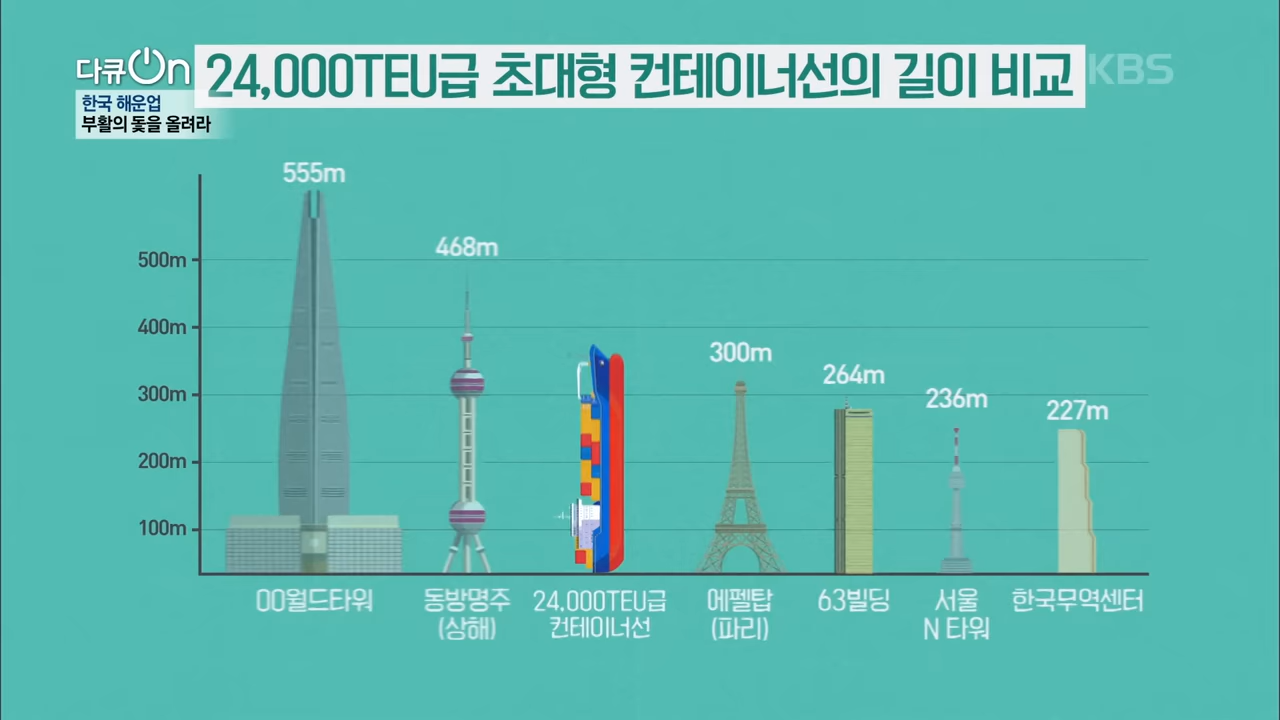 다큐On
24,000TEU급 초대형 컨테이너선의 길이 비교
KBS
한국 해운업
부활의 돛을 올려라
555m
468m
300m
264m
236m
227m
500m
400m
300m
200m
100m
OO월드타워
동방명주
(상해)
24.000TEU급
컨테이너선
에펠탑
(파리)
63빌딩
서울
N 타워
한국무역센터